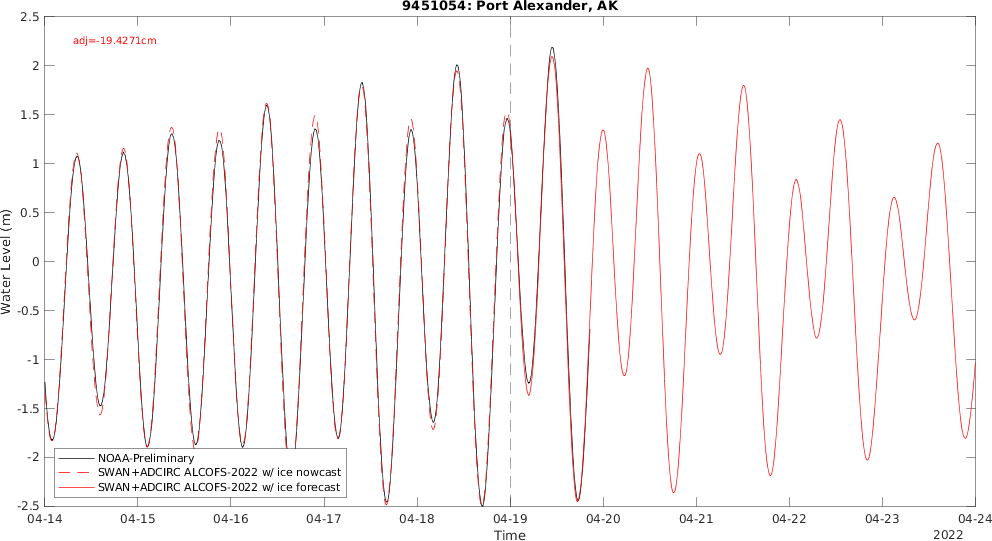 9451054: Port Alexander, AK
adj=-19.4271cm
Water Level (m)
2.5
2
1.5
1
0.5
0
-0.5
-1
-1.5
-2
-2.5
NOAA-Preliminary
SWAN+ADCIRC ALCOFS-2022 w/ ice nowcast
SWAN+ADCIRC ALCOFS-2022 w/ ice forecast
04-14 04-15 04-16 04-17 04-18 04-19 04-20 04-21 04-22 04-23 04-24
Time
2022